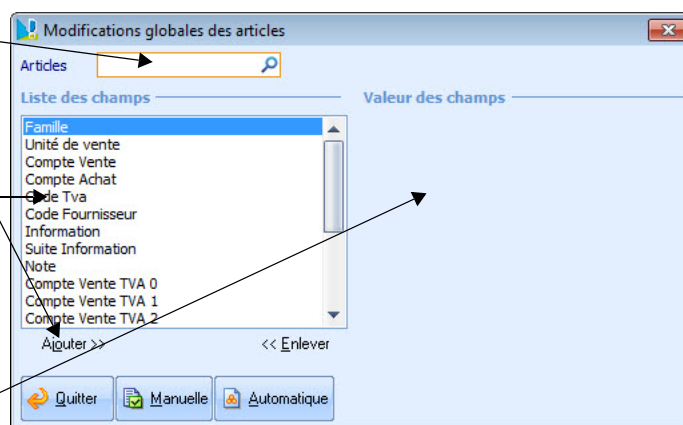 Modifications globales des articles
Articles
Liste des champs
Valeur des champs
Famille
Unité de vente
Compte Vente
Compte Achat
Code Tva
Code Fournisseur
Information
Suite Information
Note
Compte Vente TVA 0
Compte Vente TVA 1
Compte Vente TVA 2
Ajouter >>
<< Enlever
Quitter
Manuelle
Automatique